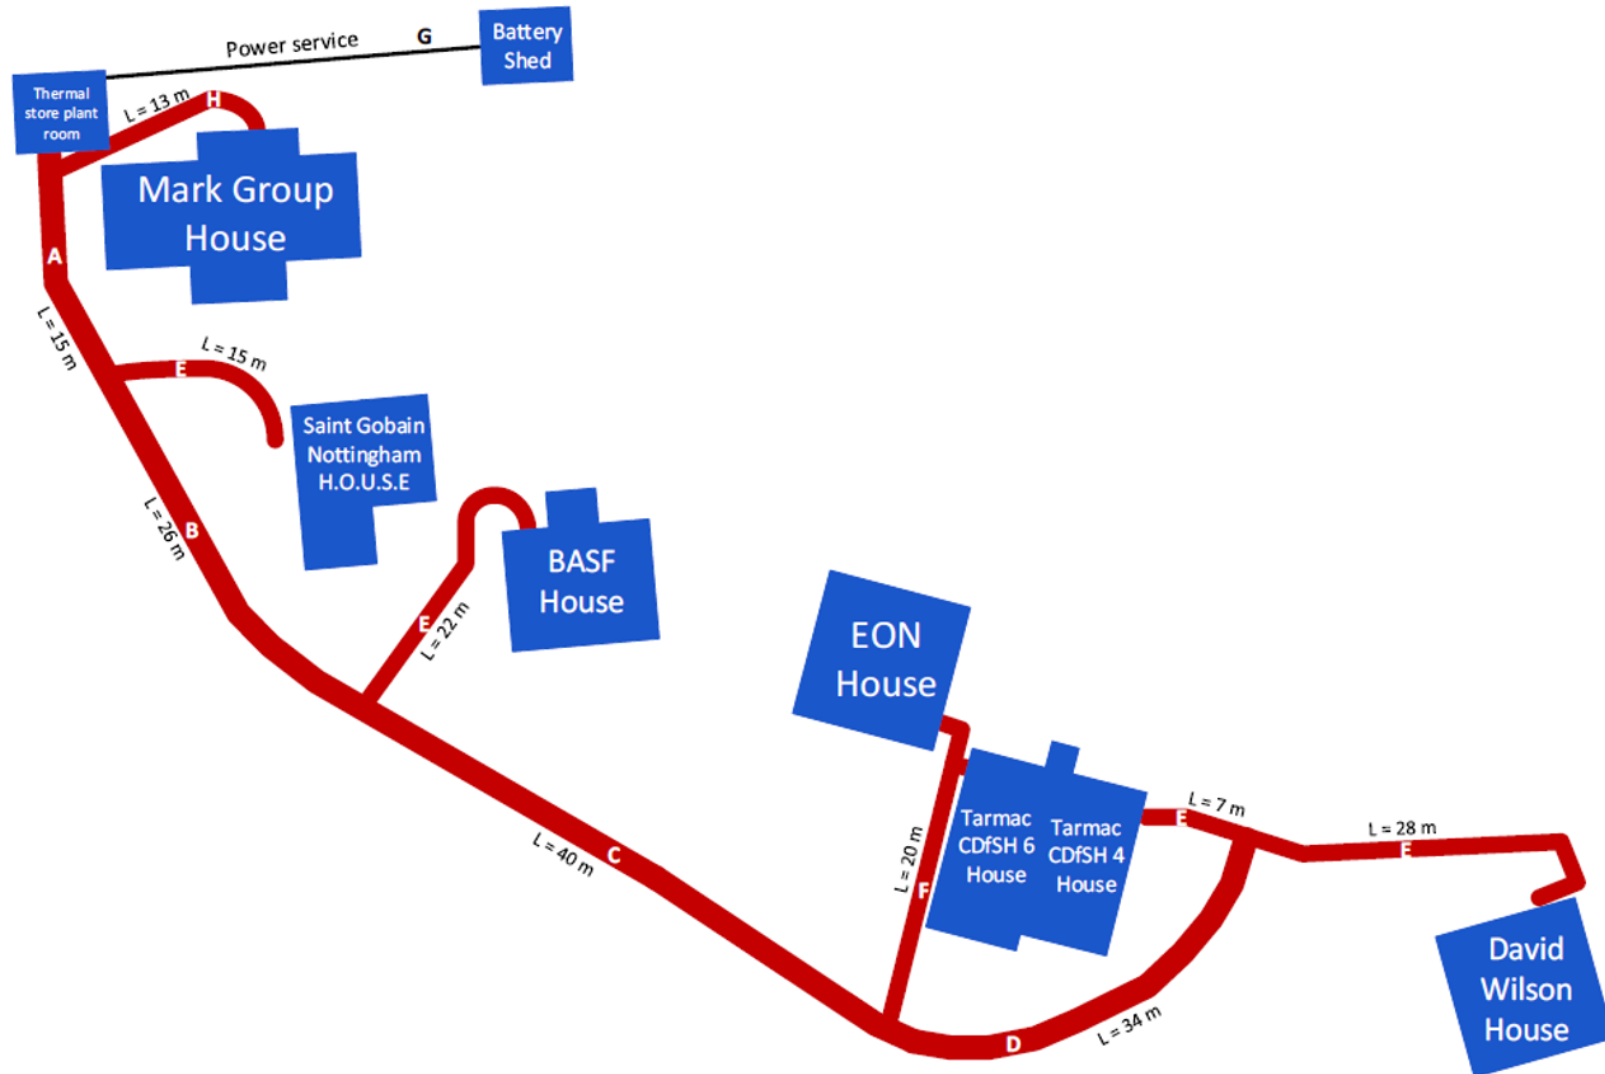 Power service
G
Battery
Shed
Thermal
store plant
room
L = 13 m
H
Mark Group
House
A
L = 15 m
E
L = 15 m
Saint Gobain
Nottingham
H.O.U.S.E
B
L = 26 m
BASF
House
E
L = 22 m
EON
House
C
L = 40 m
L = 20 m
F
Tarmac
CDfSH 6
House
Tarmac
CDfSH 4
House
E
L = 7 m
L = 28 m
E
D
L = 34 m
David
Wilson
House